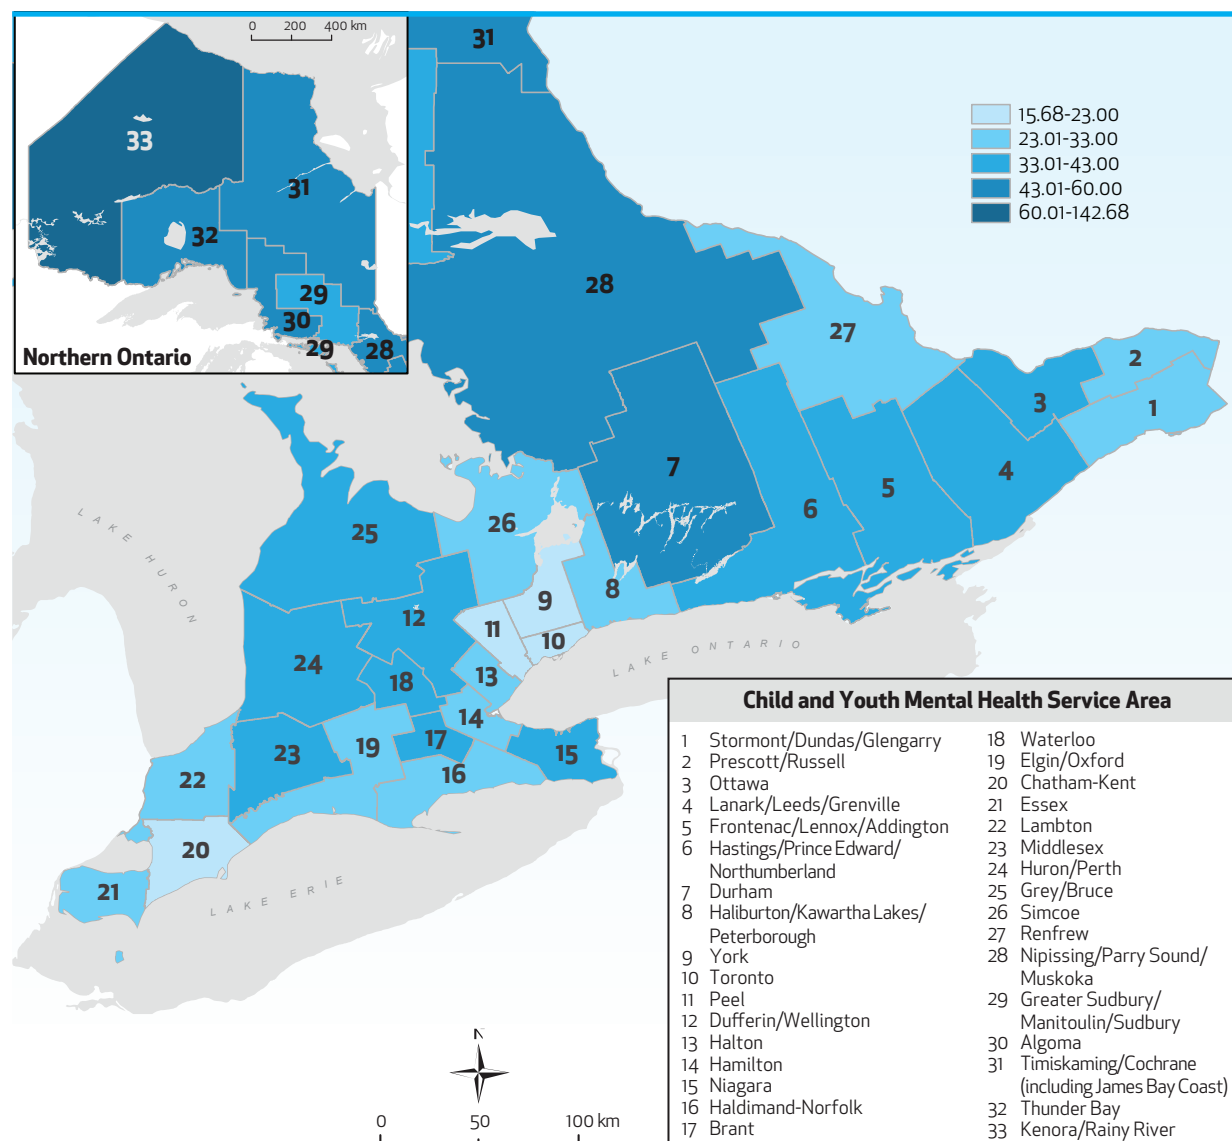 0 200 400 km
33
31
32
29
30
29
28
Northern Ontario
31
15.68-23.00
23.01-33.00
33.01-43.00
43.01-60.00
60.01-142.68
28
27
2
1
3
4
7
5
6
26
25
8
9
12
11
10
24
13
18
14
17
15
19
23
16
22
20
21
LAKE HURON
LAKE ONTARIO
LAKE ERIE
Child and Youth Mental Health Service Area
1 Stormont/Dundas/Glengarry
2 Prescott/Russell
3 Ottawa
4 Lanark/Leeds/Grenville
5 Frontenac/Lennox/Addington
6 Hastings/Prince Edward/
Northumberland
7 Durham
8 Haliburton/Kawartha Lakes/
Peterborough
9 York
10 Toronto
11 Peel
12 Dufferin/Wellington
13 Halton
14 Hamilton
15 Niagara
16 Haldimand-Norfolk
17 Brant
18 Waterloo
19 Elgin/Oxford
20 Chatham-Kent
21 Essex
22 Lambton
23 Middlesex
24 Huron/Perth
25 Grey/Bruce
26 Simcoe
27 Renfrew
28 Nipissing/Parry Sound/
Muskoka
29 Greater Sudbury/
Manitoulin/Sudbury
30 Algoma
31 Timiskaming/Cochrane
(including James Bay Coast)
32 Thunder Bay
33 Kenora/Rainy River
N
0 50 100 km